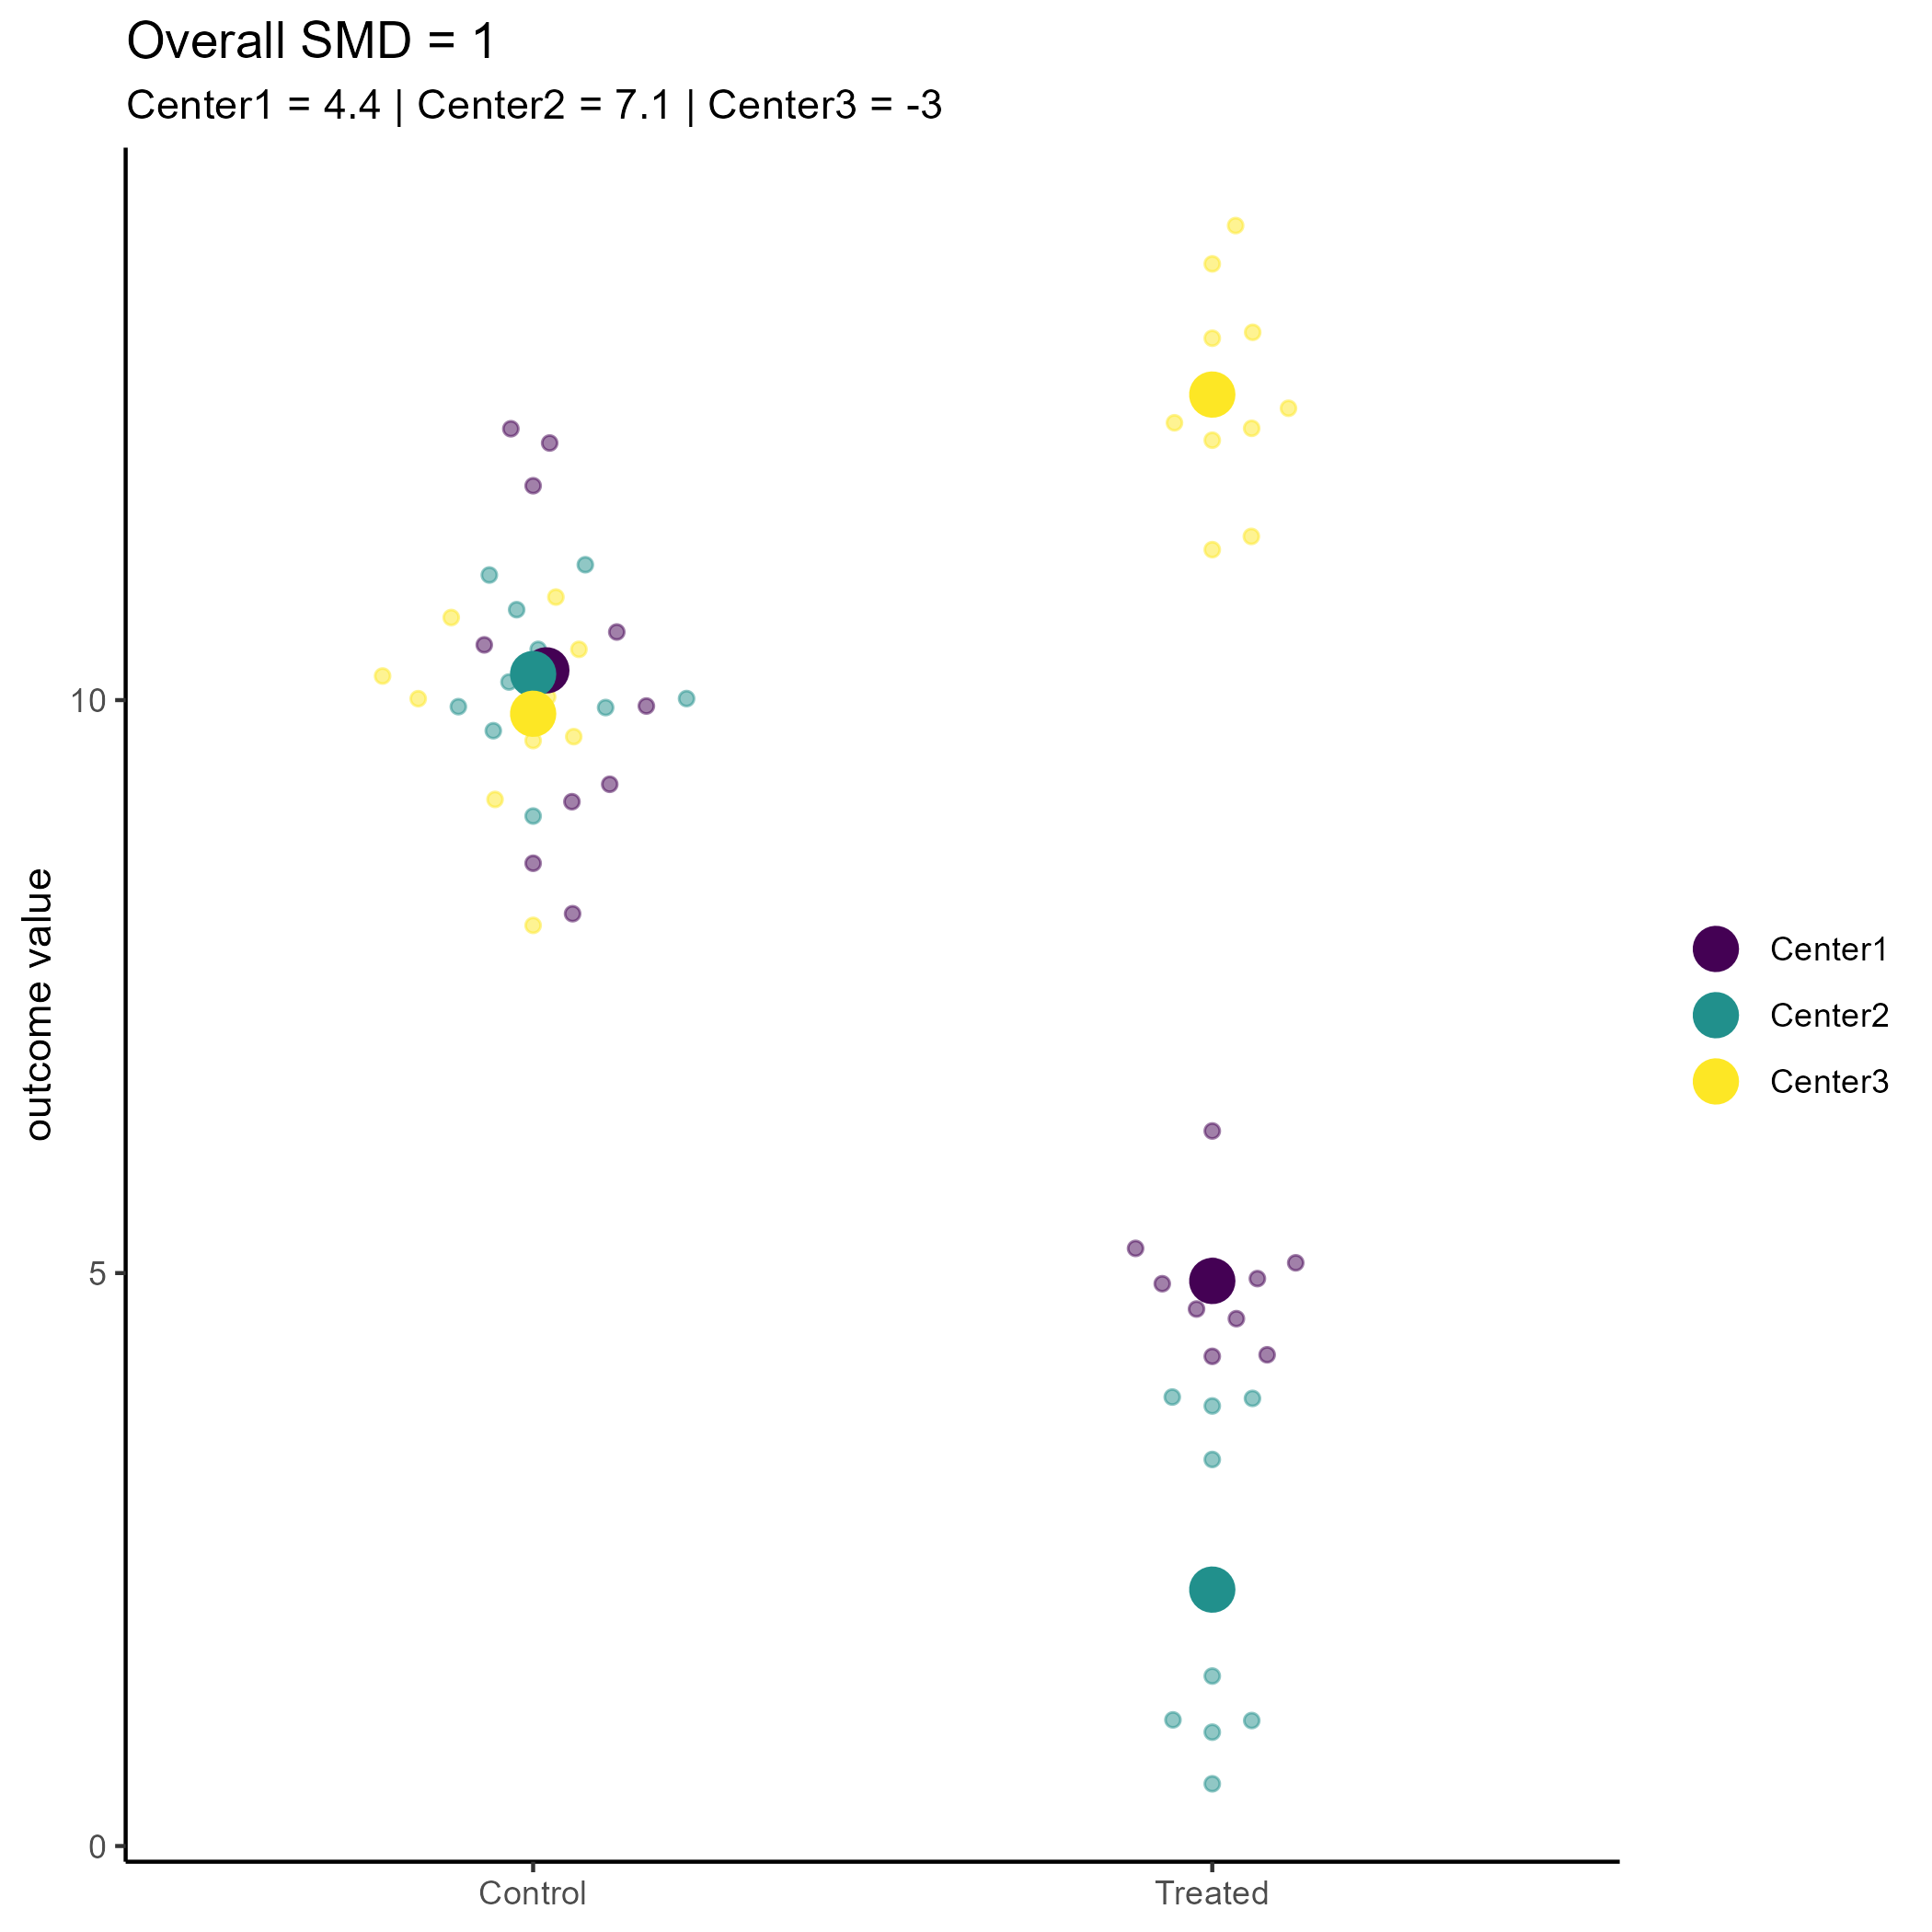 Overall SMD = 1
Center1 = 4.4 | Center2 = 7.1 | Center3 = -3
outcome value
10
5
0
Control
Treated
Center1
Center2
Center3